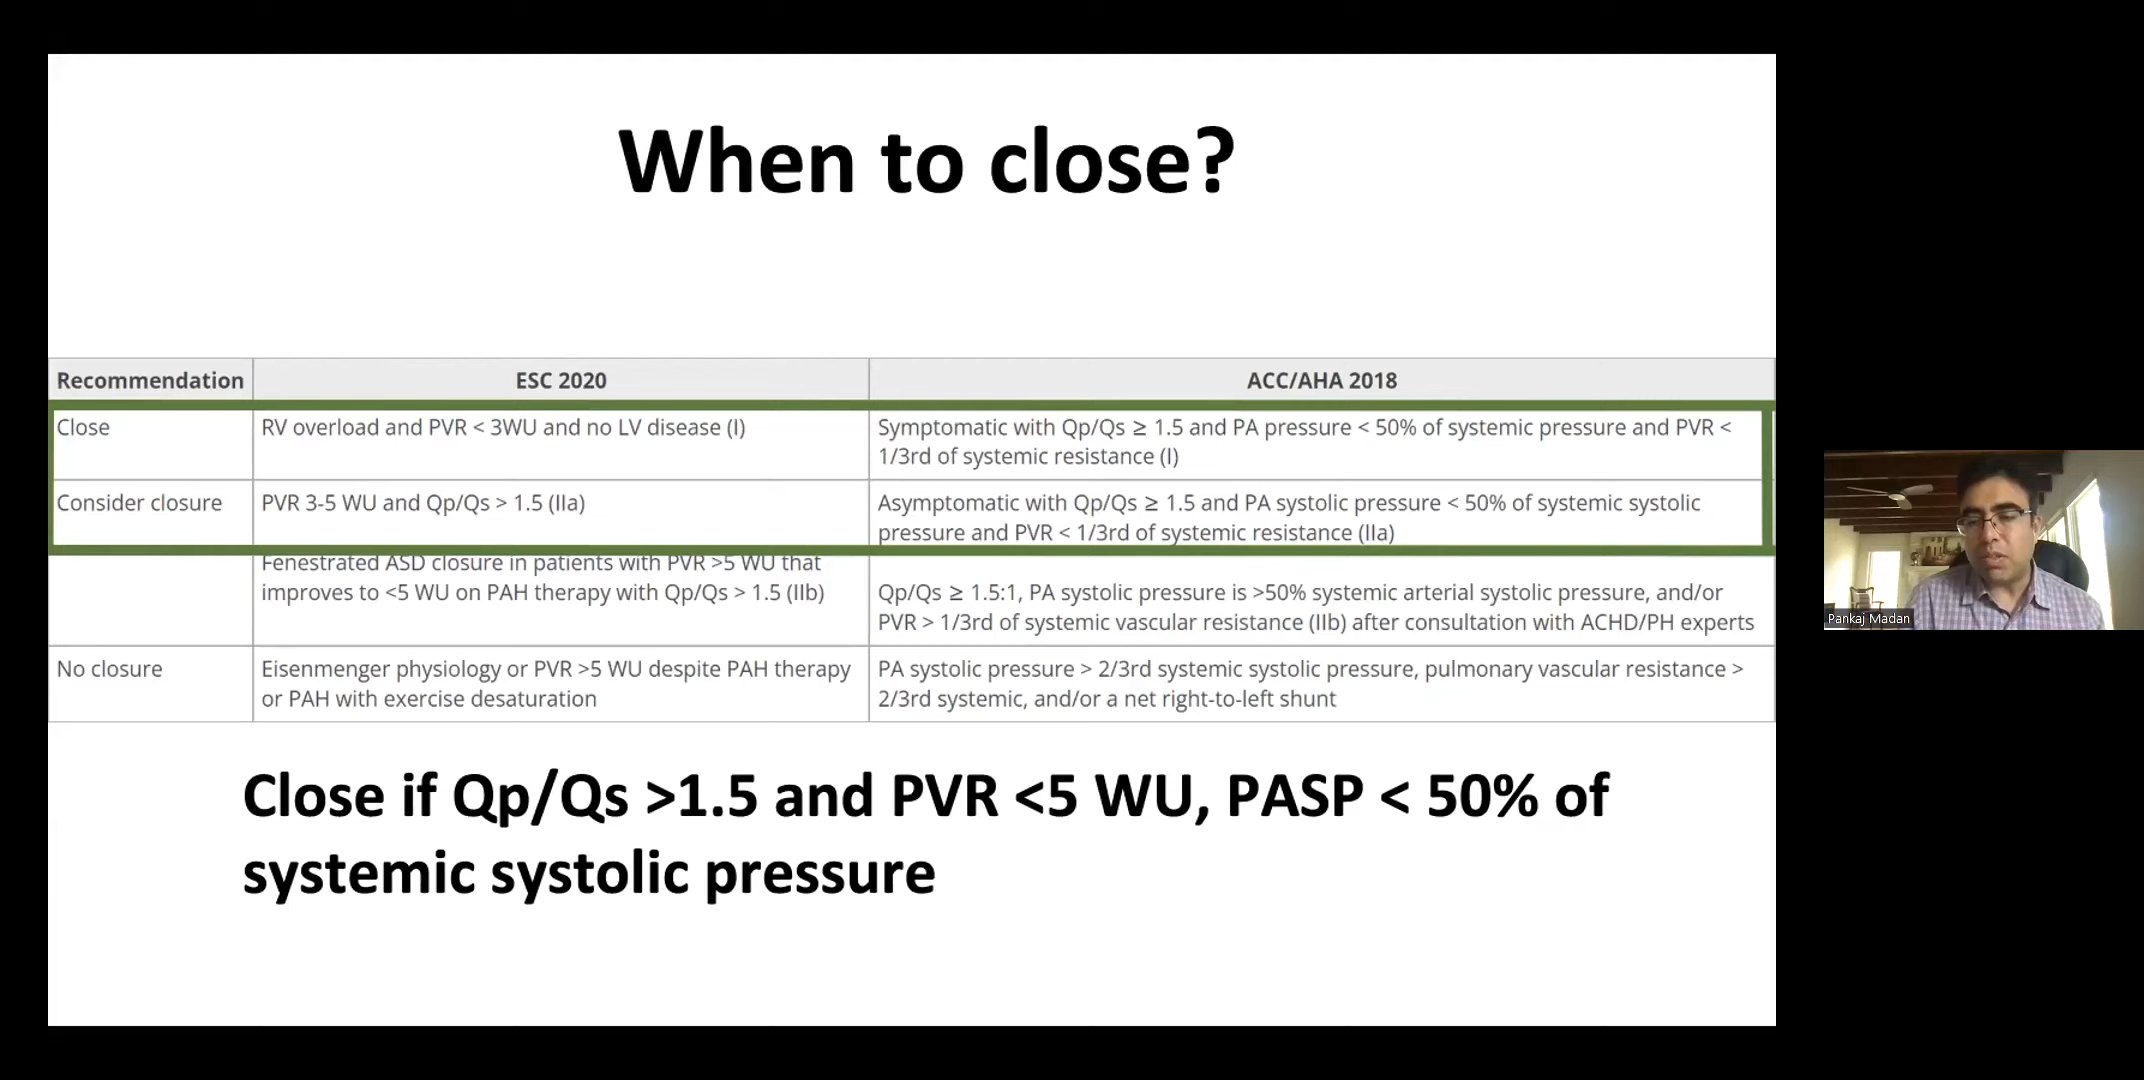 When to close?
Recommendation
ESC 2020
ACC/AHA 2018
Close
RV overload and PVR < 3WU and no LV disease (I)
Symptomatic with Qp/Qs ≥ 1.5 and PA pressure < 50% of systemic pressure and PVR <
1/3rd of systemic resistance (I)
Consider closure
PVR 3-5 WU and Qp/Qs > 1.5 (IIa)
Asymptomatic with Qp/Qs ≥ 1.5 and PA systolic pressure < 50% of systemic systolic
pressure and PVR < 1/3rd of systemic resistance (IIa)
Fenestrated ASD closure in patients with PVR >5 WU that
improves to <5 WU on PAH therapy with Qp/Qs > 1.5 (IIb)
Qp/Qs ≥ 1.5:1, PA systolic pressure is >50% systemic arterial systolic pressure, and/or
PVR > 1/3rd of systemic vascular resistance (IIb) after consultation with ACHD/PH experts
No closure
Eisenmenger physiology or PVR >5 WU despite PAH therapy
or PAH with exercise desaturation
PA systolic pressure > 2/3rd systemic systolic pressure, pulmonary vascular resistance >
2/3rd systemic, and/or a net right-to-left shunt
Close if Qp/Qs >1.5 and PVR <5 WU, PASP < 50% of
systemic systolic pressure
Pankaj Madan